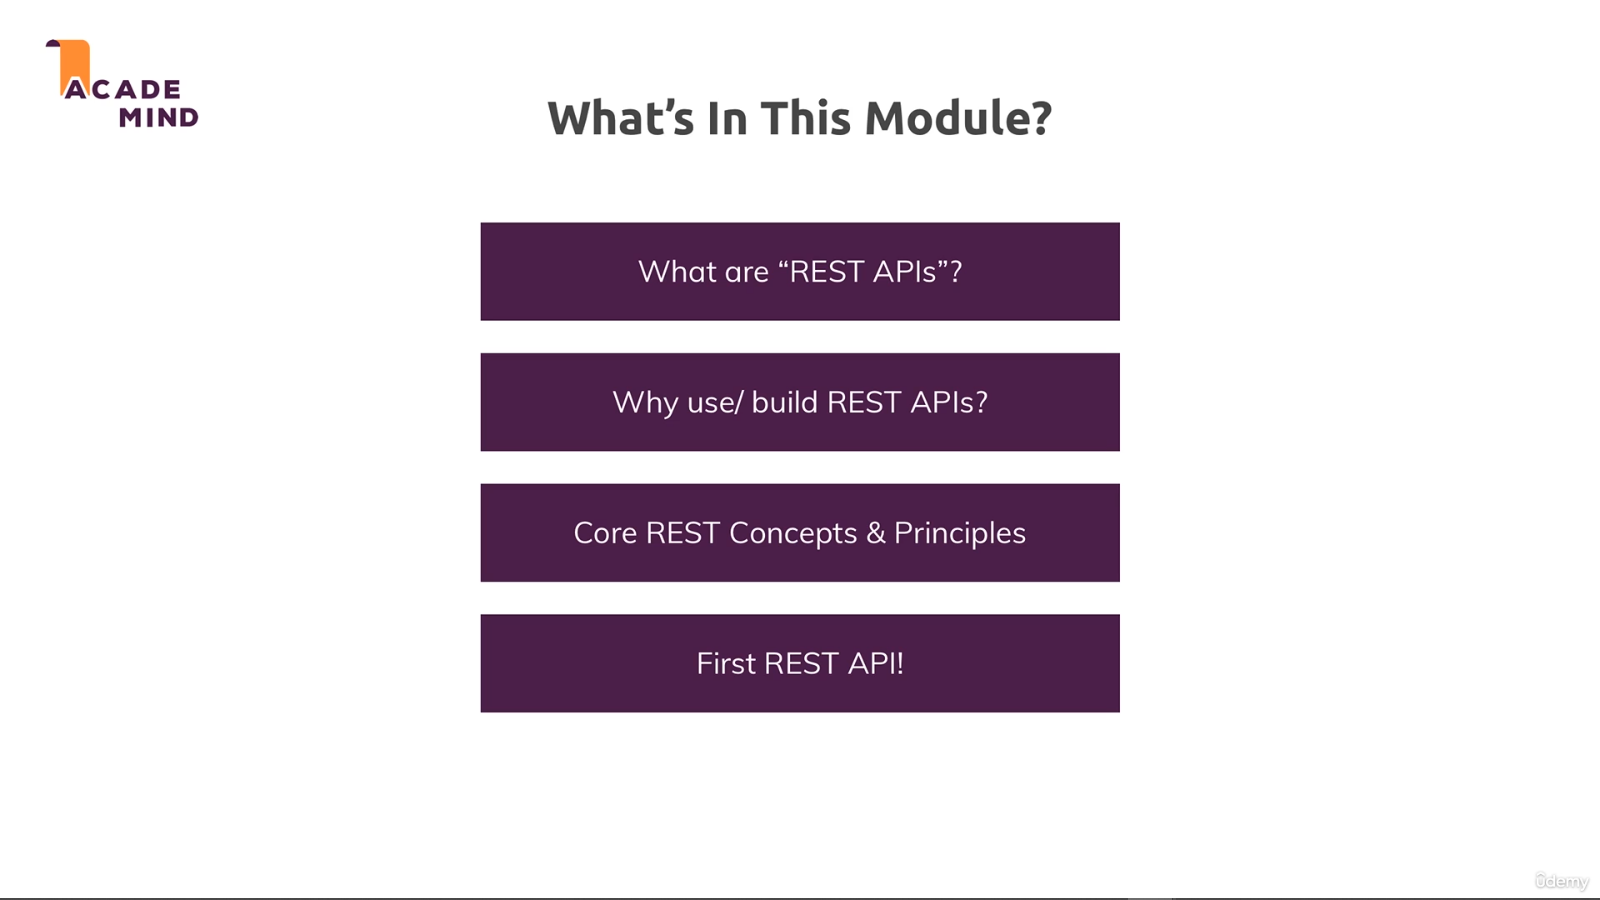 ACADE
MIND
What’s In This Module?
What are “REST APIs”?
Why use/ build REST APIs?
Core REST Concepts & Principles
First REST API!
ûdemy